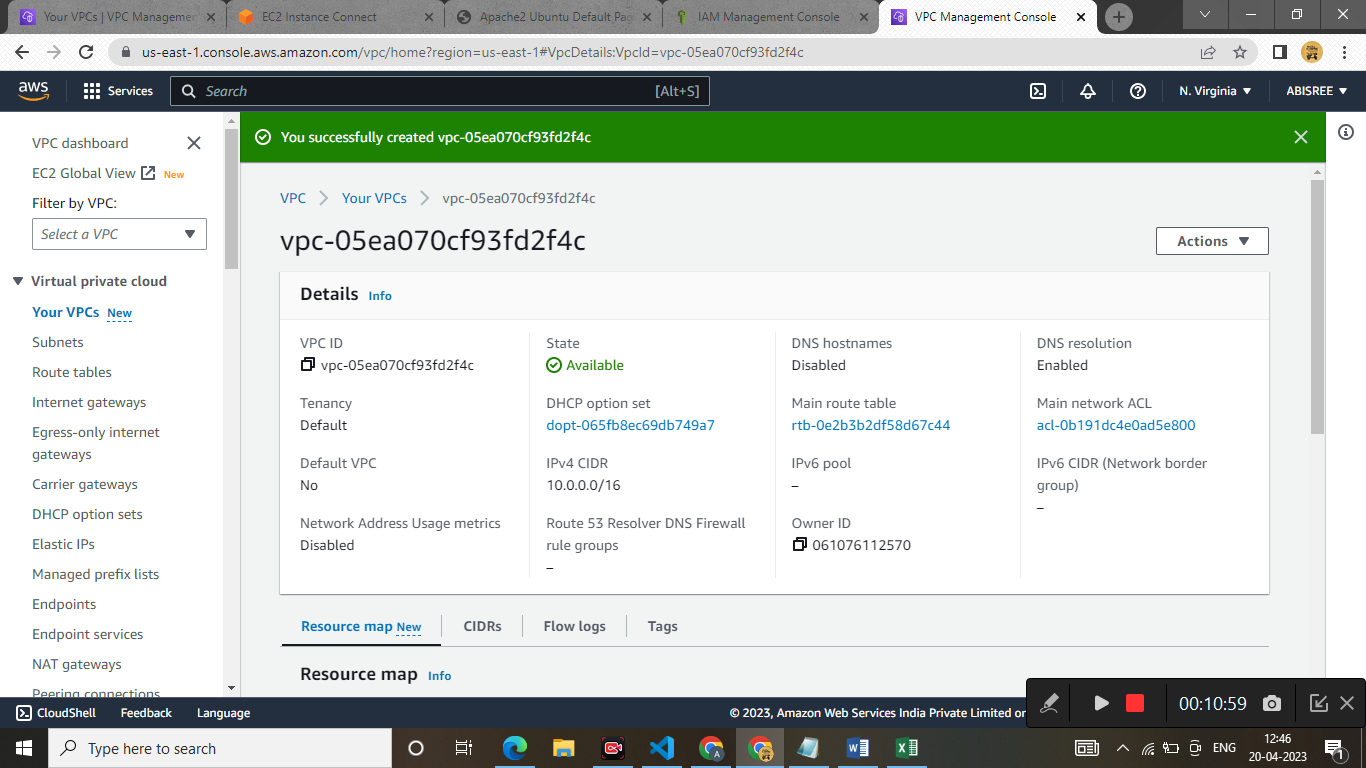 Your VPCs | VPC Managemen
EC2 Instance Connect
Apache2 Ubuntu Default Pag
IAM Management Console
VPC Management Console
us-east-1.console.aws.amazon.com/vpc/home?region=us-east-1#VpcDetails:VpcId=vpc-05ea070cf93fd2f4c
aws
Services
Search
[Alt+S]
N. Virginia
ABISREE
VPC dashboard
EC2 Global View
New
Filter by VPC:
Select a VPC
Virtual private cloud
Your VPCs New
Subnets
Route tables
Internet gateways
Egress-only internet
gateways
Carrier gateways
DHCP option sets
Elastic IPs
Managed prefix lists
Endpoints
Endpoint services
NAT gateways
Peering connections
You successfully created vpc-05ea070cf93fd2f4c
VPC
Your VPCs
vpc-05ea070cf93fd2f4c
vpc-05ea070cf93fd2f4c
Actions
Details Info
VPC ID
vpc-05ea070cf93fd2f4c
State
Available
DNS hostnames
Disabled
DNS resolution
Enabled
Tenancy
Default
DHCP option set
dopt-065fb8ec69db749a7
Main route table
rtb-0e2b3b2df58d67c44
Main network ACL
acl-0b191dc4e0ad5e800
Default VPC
No
IPv4 CIDR
10.0.0.0/16
IPv6 pool
–
IPv6 CIDR (Network border
group)
–
Network Address Usage metrics
Disabled
Route 53 Resolver DNS Firewall
rule groups
–
Owner ID
061076112570
Resource map New
CIDRs
Flow logs
Tags
Resource map Info
CloudShell
Feedback
Language
© 2023, Amazon Web Services India Private Limited or
00:10:59
Type here to search
A
ENG
12:46
20-04-2023
1